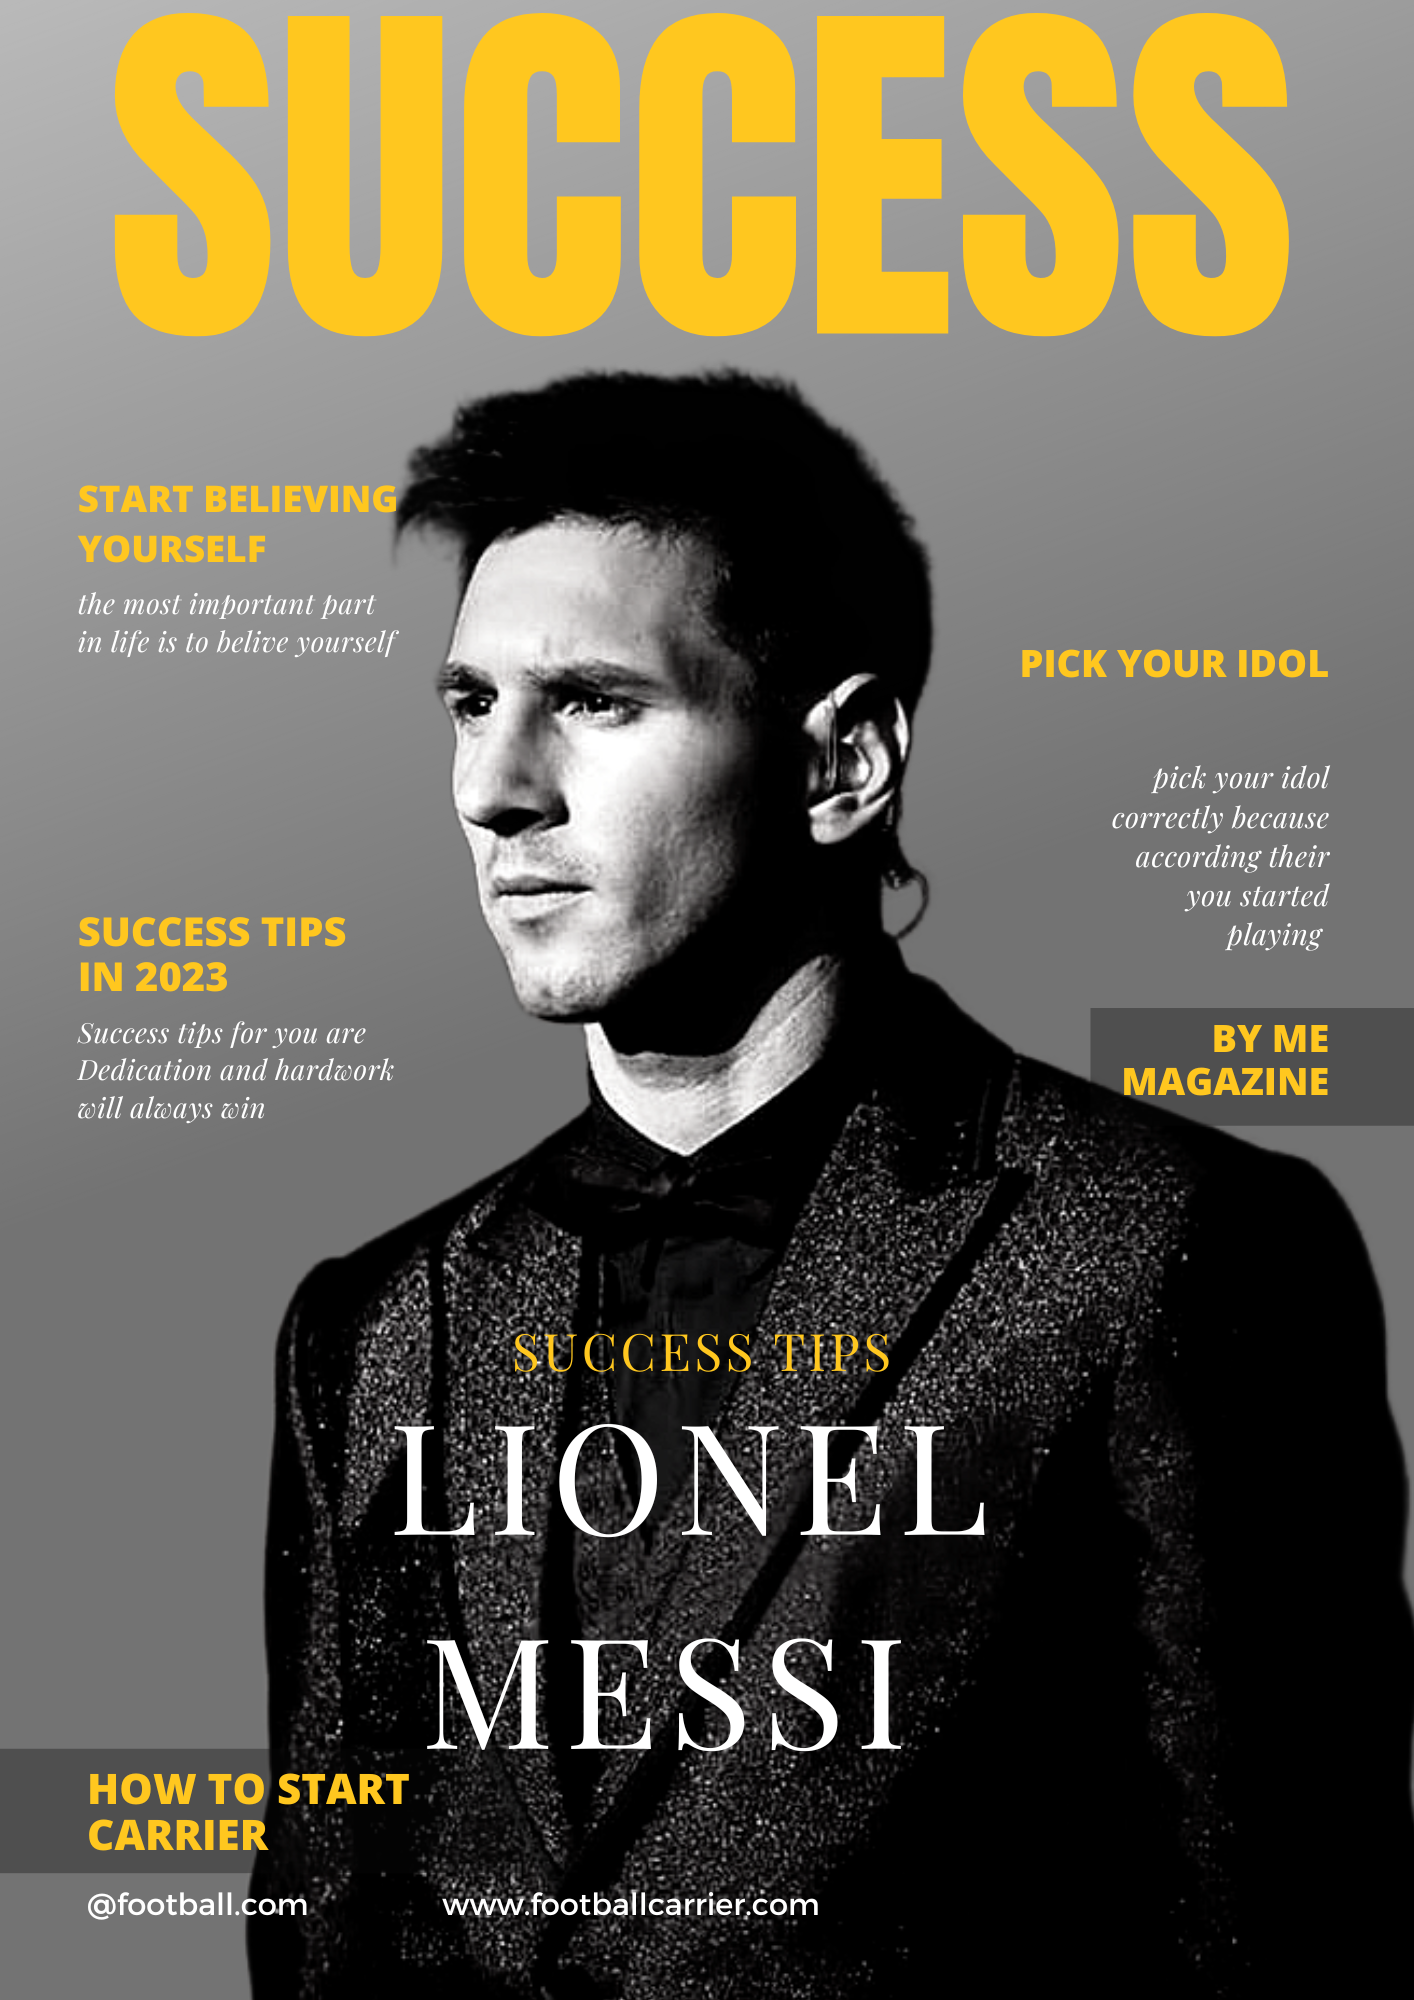 SUCCESS
START BELIEVING
YOURSELF
the most important part
in life is to belive yourself
PICK YOUR IDOL
pick your idol
correctly because
according their
you started
playing
SUCCESS TIPS
IN 2023
Success tips for you are
Dedication and hardwork
will always win
BY ME
MAGAZINE
SUCCESS TIPS
LIONEL
MESSI
HOW TO START
CARRIER
@football.com
www.footballcarrier.com